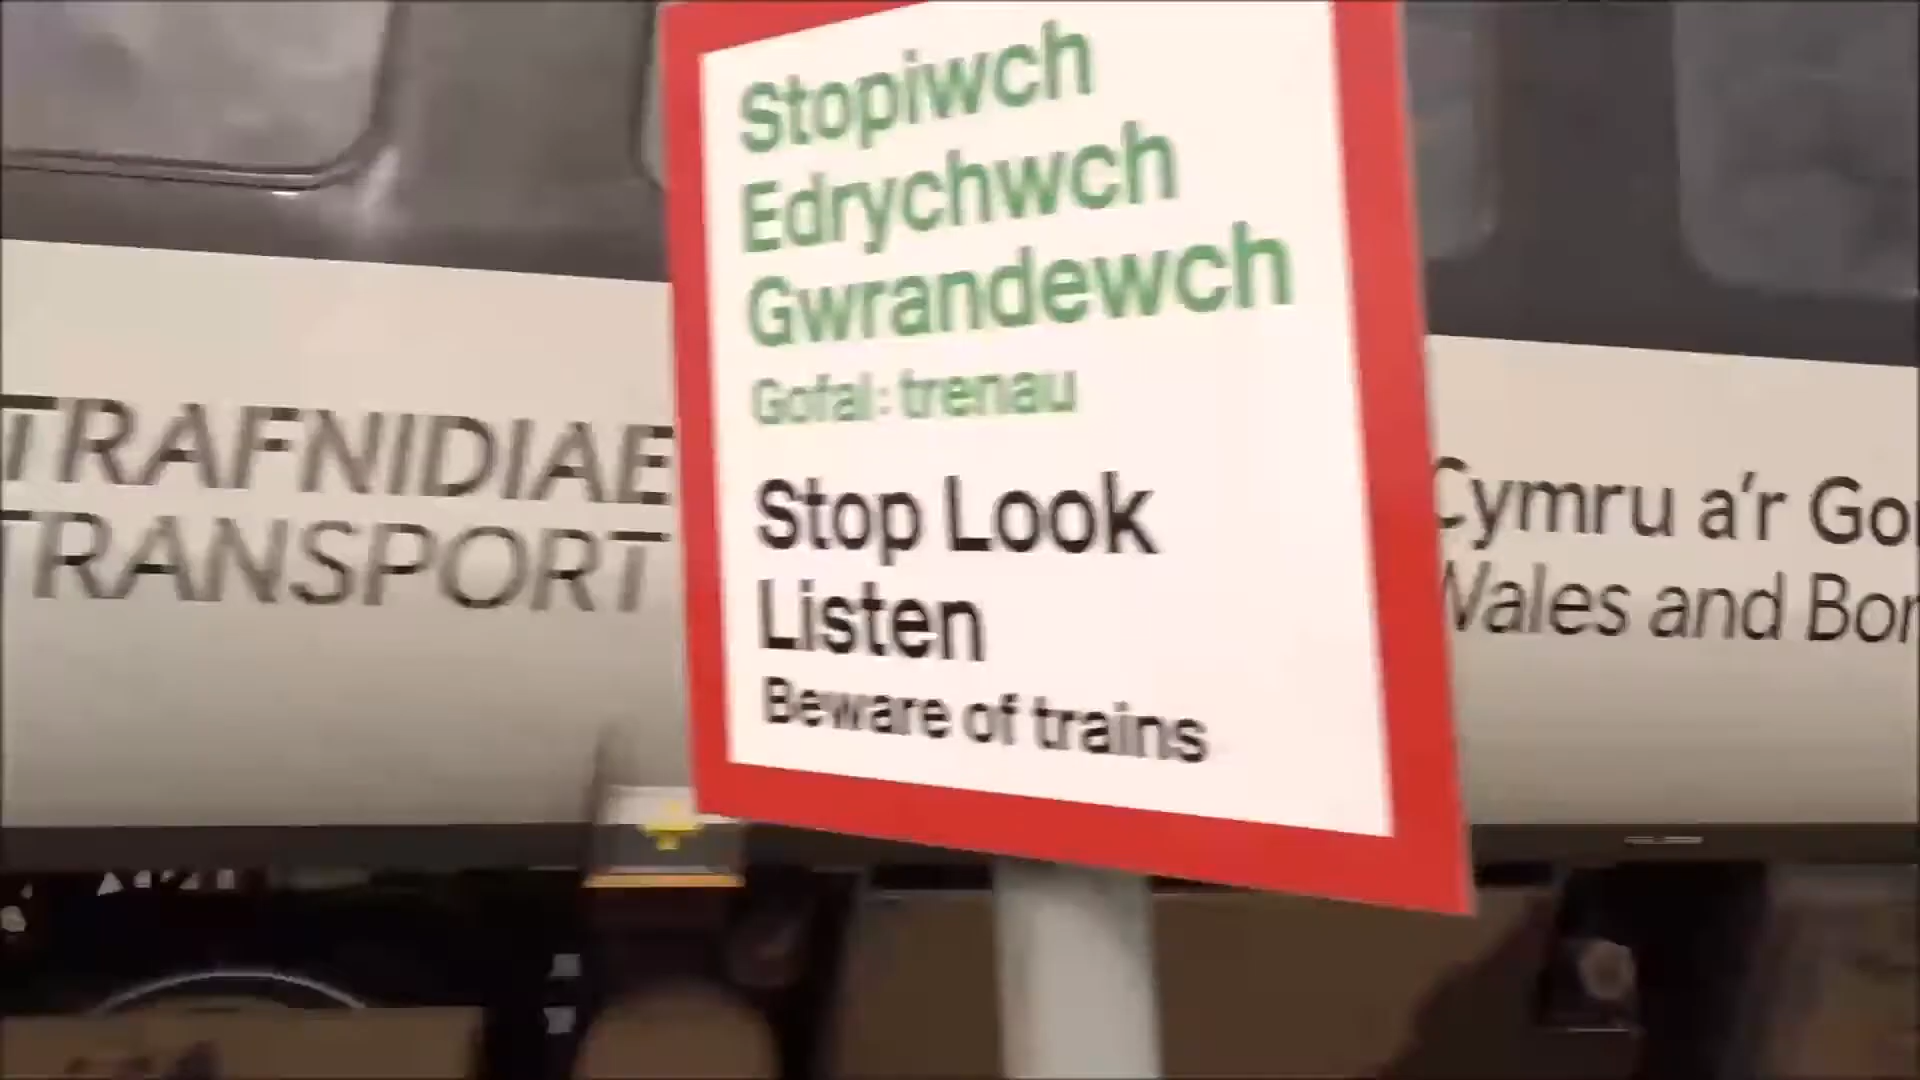 Stopiwch
Edrychwch
Gwrandewch
Gofal: trenau
Stop Look
Listen
Beware of trains
TRAFNIDIAE
TRANSPORT
Cymru a'r Go
Wales and Bor